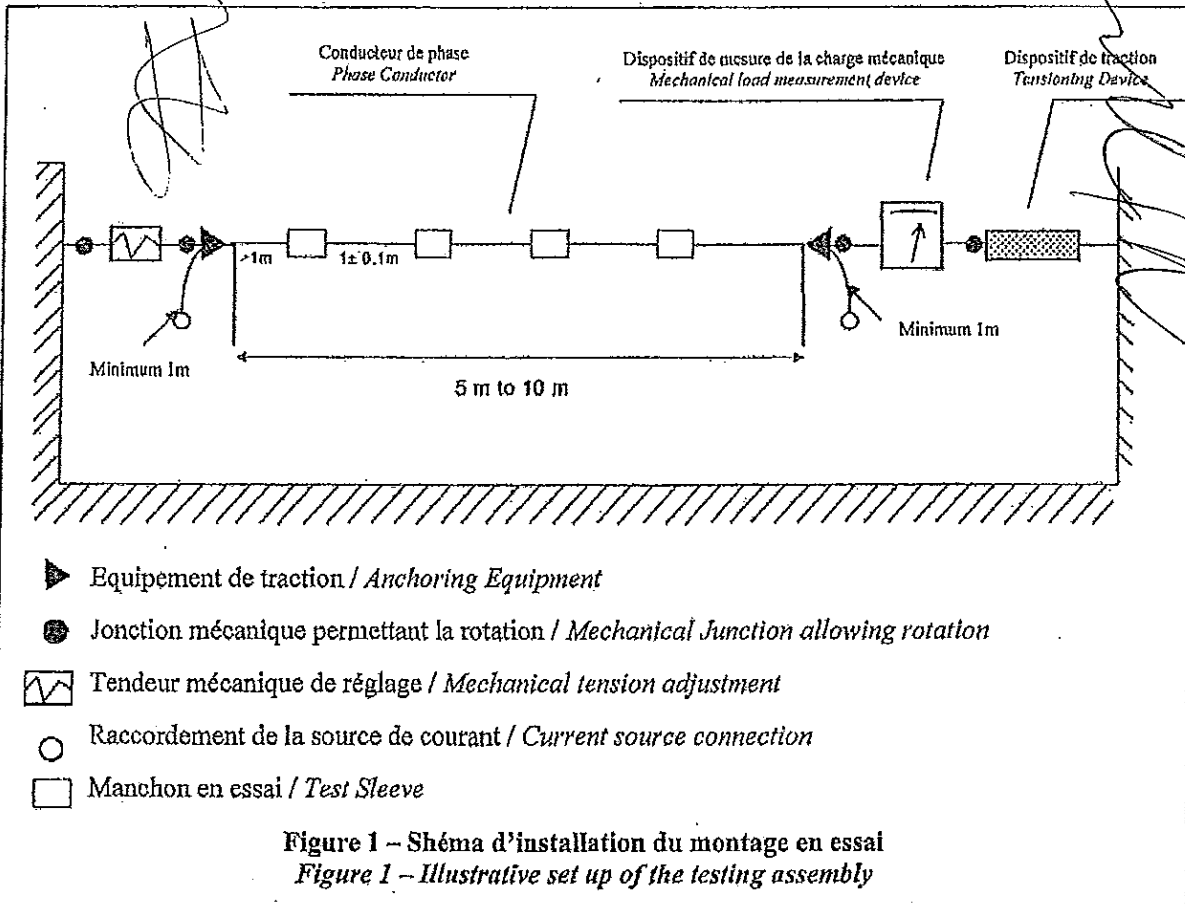 Conducteur de phase
Phase Conductor
Dispositif de mesure de la charge mécanique
Mechanical load measurement device
Dispositif de traction
Tensioning Device
>1m
1± 0.1m
Minimum 1m
Minimum 1m
5 m to 10 m
Equipement de traction / Anchoring Equipment
Jonction mécanique permettant la rotation / Mechanical Junction allowing rotation
Tendeur mécanique de réglage / Mechanical tension adjustment
Raccordement de la source de courant / Current source connection
Manchon en essai / Test Sleeve
Figure 1 – Shéma d'installation du montage en essai
Figure 1 – Illustrative set up of the testing assembly